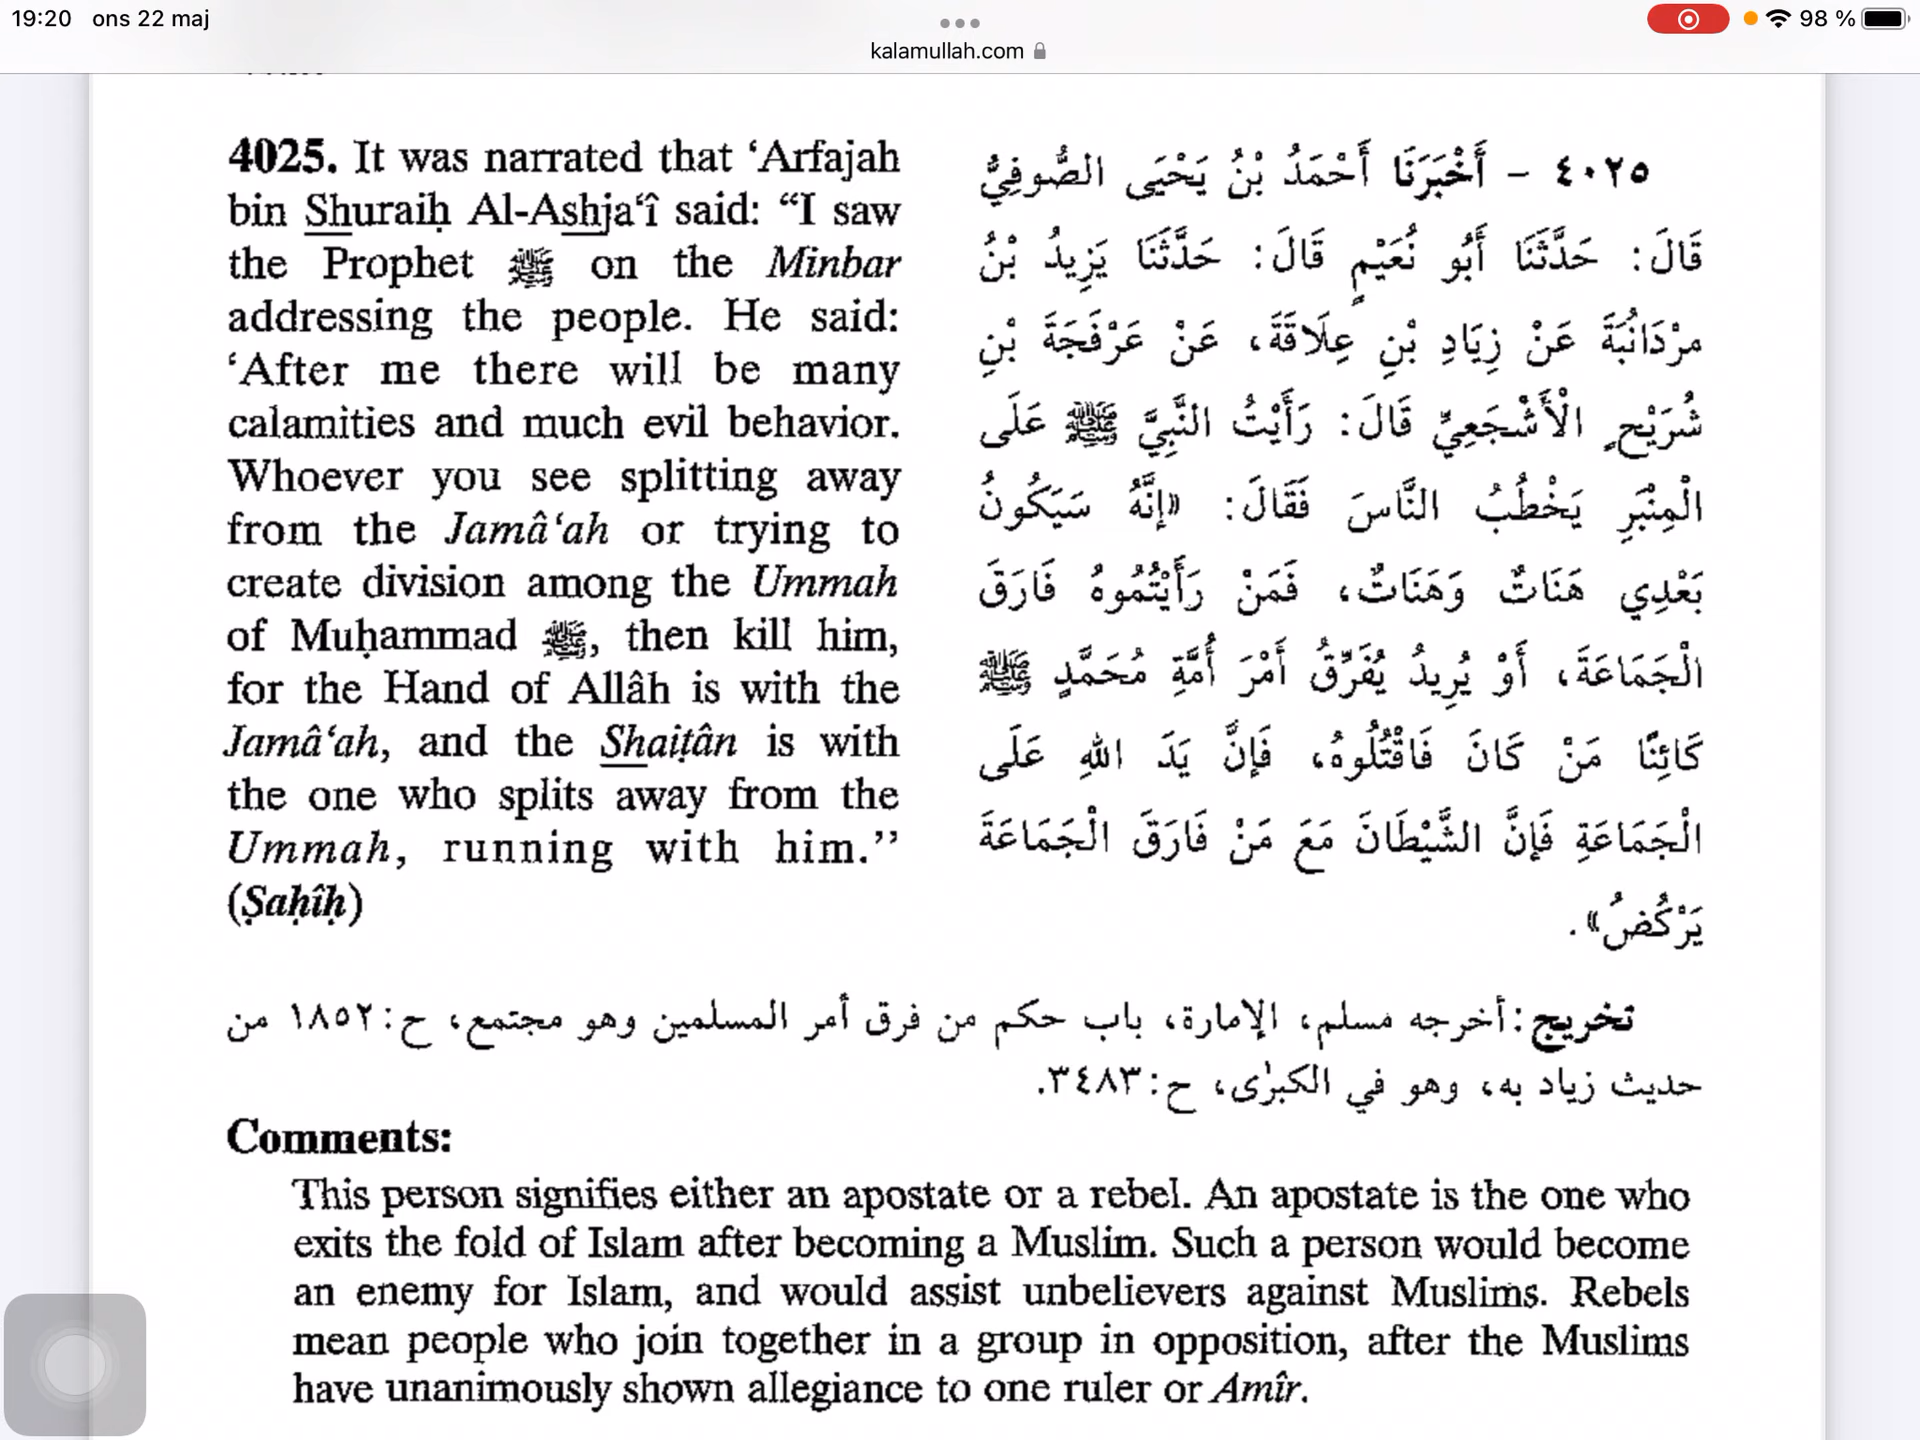 19:20 ons 22 maj
98 %
kalamullah.com
4025. It was narrated that ‘Arfajah
bin Shuraiḥ Al-Ashja‘î said: “I saw
the Prophet ﷺ on the Minbar
addressing the people. He said:
‘After me there will be many
calamities and much evil behavior.
Whoever you see splitting away
from the Jamâ‘ah or trying to
create division among the Ummah
of Muḥammad ﷺ, then kill him,
for the Hand of Allâh is with the
Jamâ‘ah, and the Shaiṭân is with
the one who splits away from the
Ummah, running with him.’’
(Ṣaḥîḥ)
٤٠٢٥ - أَخْبَرَنَا أَحْمَدُ بْنُ يَحْيَى الصُّوفِيُّ
قَالَ: حَدَّثَنَا أَبُو نُعَيْمٍ قَالَ: حَدَّثَنَا يَزِيدُ بْنُ
مرْدَانُبَةَ عَنْ زِيَادِ بْنِ عِلَاقَةَ، عَنْ عَرْفَجَةَ بْنِ
شُرَيْحٍ الْأَشْجَعِيِّ قَالَ: رَأَيْتُ النَّبِيَّ ﷺ عَلَى
الْمِنْبَرِ يَخْطُبُ النَّاسَ فَقَالَ: «إِنَّهُ سَيَكُونُ
بَعْدِي هَنَاتٌ وَهَنَاتٌ، فَمَنْ رَأَيْتُمُوهُ فَارَقَ
الْجَمَاعَةَ، أَوْ يُرِيدُ يُفَرِّقُ أَمْرَ أُمَّةِ مُحَمَّدٍ ﷺ
كَائِنًا مَنْ كَانَ فَاقْتُلُوهُ، فَإِنَّ يَدَ اللهِ عَلَى
الْجَمَاعَةِ فَإِنَّ الشَّيْطَانَ مَعَ مَنْ فَارَقَ الْجَمَاعَةَ
يَرْكُضُ».
تخريج: أخرجه مسلم، الإمارة، باب حكم من فرق أمر المسلمين وهو مجتمع، ح:١٨٥٢ من
حديث زياد به، وهو في الكبرٰى، ح:٣٤٨٣.
Comments:
This person signifies either an apostate or a rebel. An apostate is the one who
exits the fold of Islam after becoming a Muslim. Such a person would become
an enemy for Islam, and would assist unbelievers against Muslims. Rebels
mean people who join together in a group in opposition, after the Muslims
have unanimously shown allegiance to one ruler or Amîr.